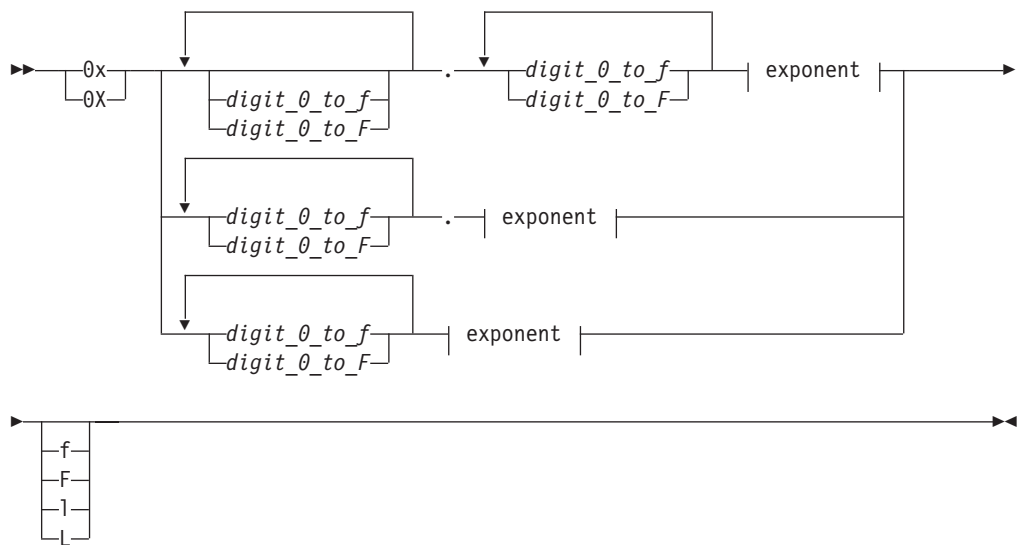 0x . digit_0_to_f exponent
0X digit_0_to_f digit_0_to_F
digit_0_to_F
digit_0_to_f . exponent
digit_0_to_F
digit_0_to_f exponent
digit_0_to_F
f
F
l
L